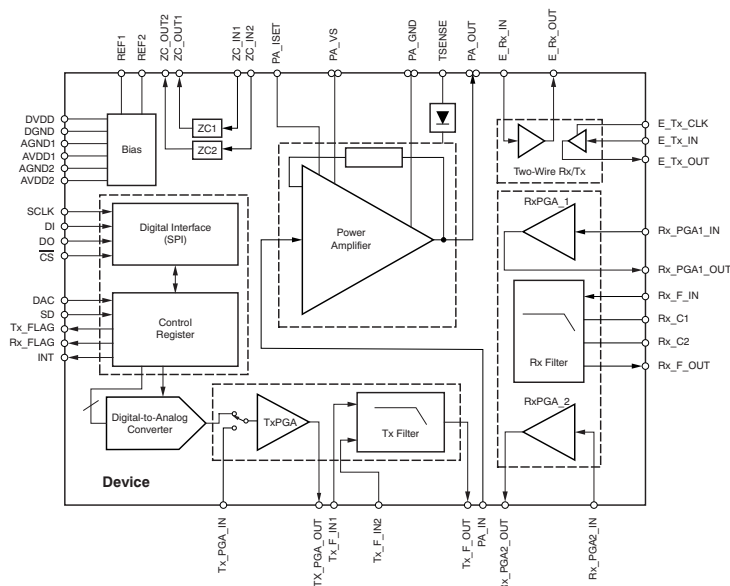 REF1
REF2
ZC_OUT2
ZC_OUT1
ZC_IN1
ZC_IN2
PA_ISET
PA_VS
PA_GND
TSENSE
PA_OUT
E_Rx_IN
E_Rx_OUT
DVDD
DGND
AGND1
AVDD1
AGND2
AVDD2
Bias
ZC1
ZC2
E_Tx_CLK
E_Tx_IN
E_Tx_OUT
Two-Wire Rx/Tx
SCLK
DI
DO
CS
Digital Interface
(SPI)
Power
Amplifier
RxPGA_1
Rx_PGA1_IN
Rx_PGA1_OUT
DAC
SD
Tx_FLAG
Rx_FLAG
INT
Control
Register
Rx_F_IN
Rx_C1
Rx_C2
Rx_F_OUT
Rx Filter
Digital-to-Analog
Converter
TxPGA
Tx Filter
RxPGA_2
Device
Tx_PGA_IN
TX_PGA_OUT
Tx_F_IN1
Tx_F_IN2
Tx_F_OUT
PA_IN
Rx_PGA2_OUT
Rx_PGA2_IN